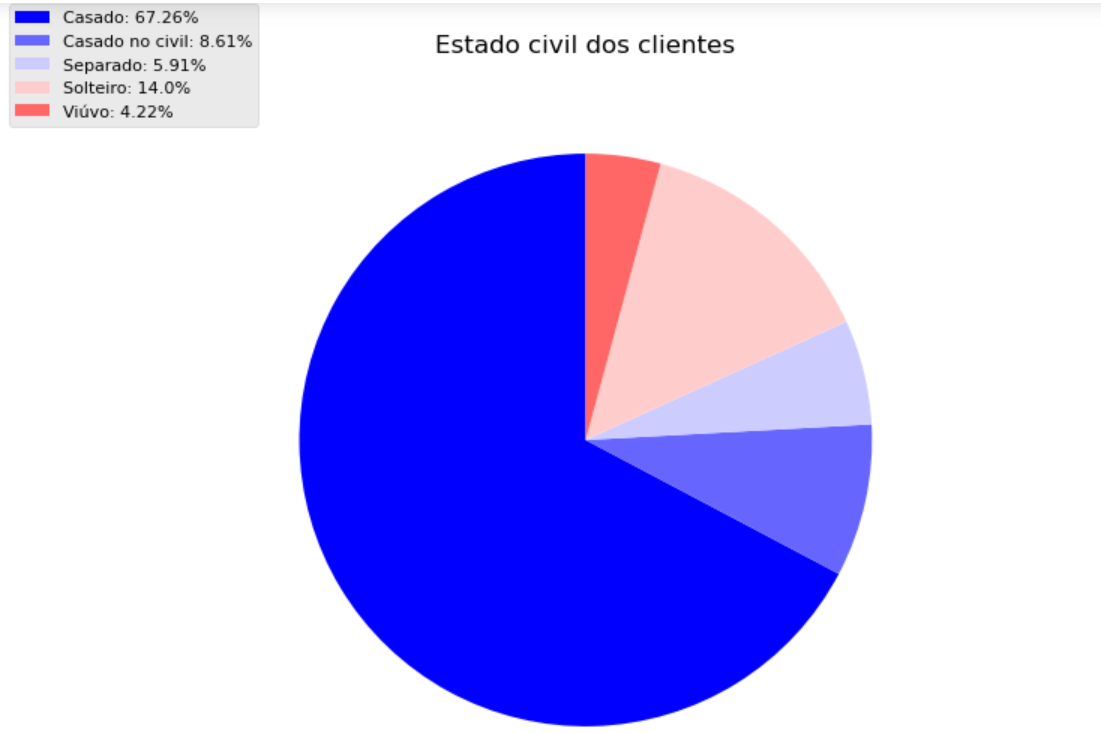 Casado: 67.26%
Casado no civil: 8.61%
Separado: 5.91%
Solteiro: 14.0%
Viúvo: 4.22%
Estado civil dos clientes